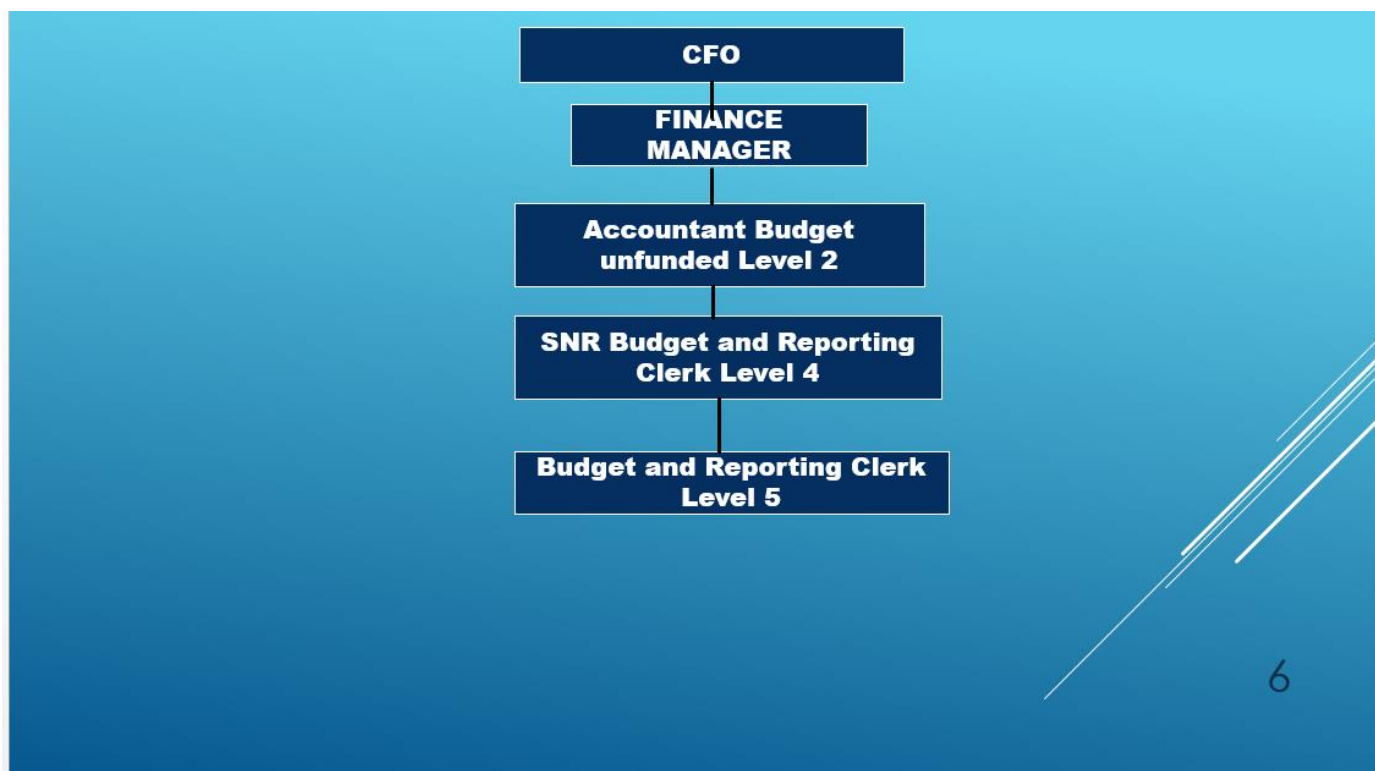 CFO
FINANCE
MANAGER
Accountant Budget
unfunded Level 2
SNR Budget and Reporting
Clerk Level 4
Budget and Reporting Clerk
Level 5
6